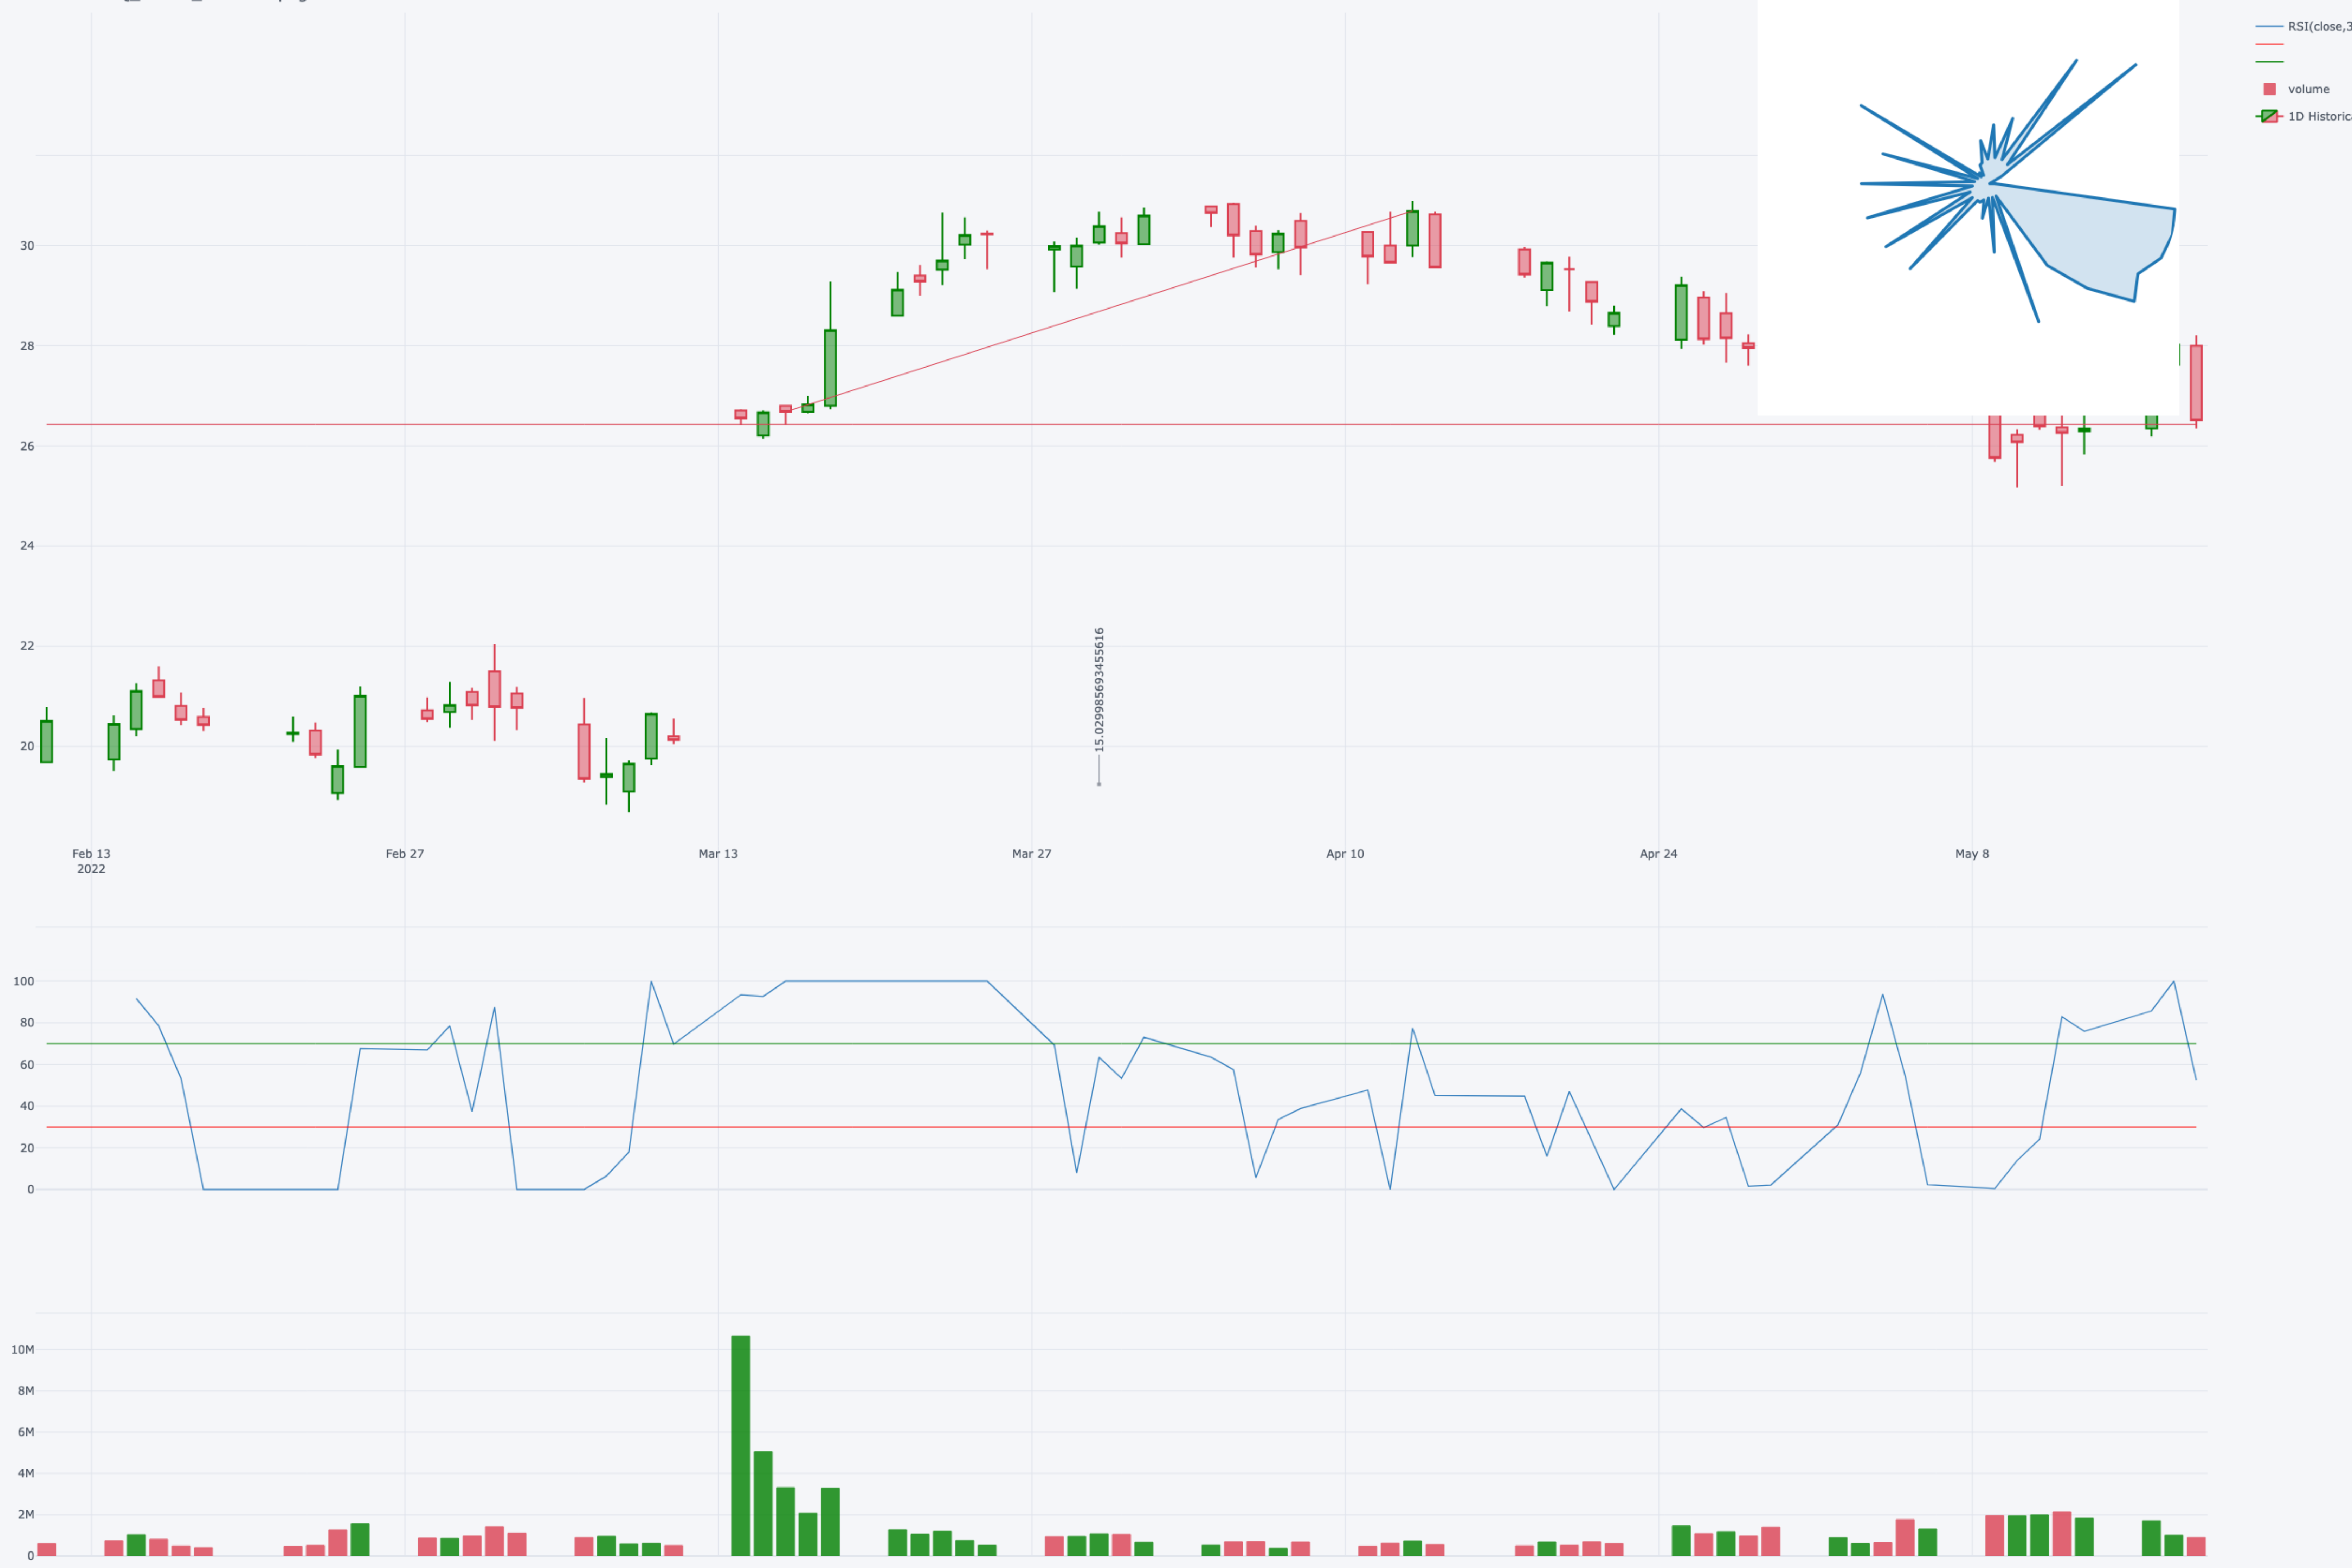 RSI(close,3
volume
1D Historica
30
28
26
24
22
20
15.029985693455616
Feb 13
2022
Feb 27
Mar 13
Mar 27
Apr 10
Apr 24
May 8
100
80
60
40
20
0
10M
8M
6M
4M
2M
0